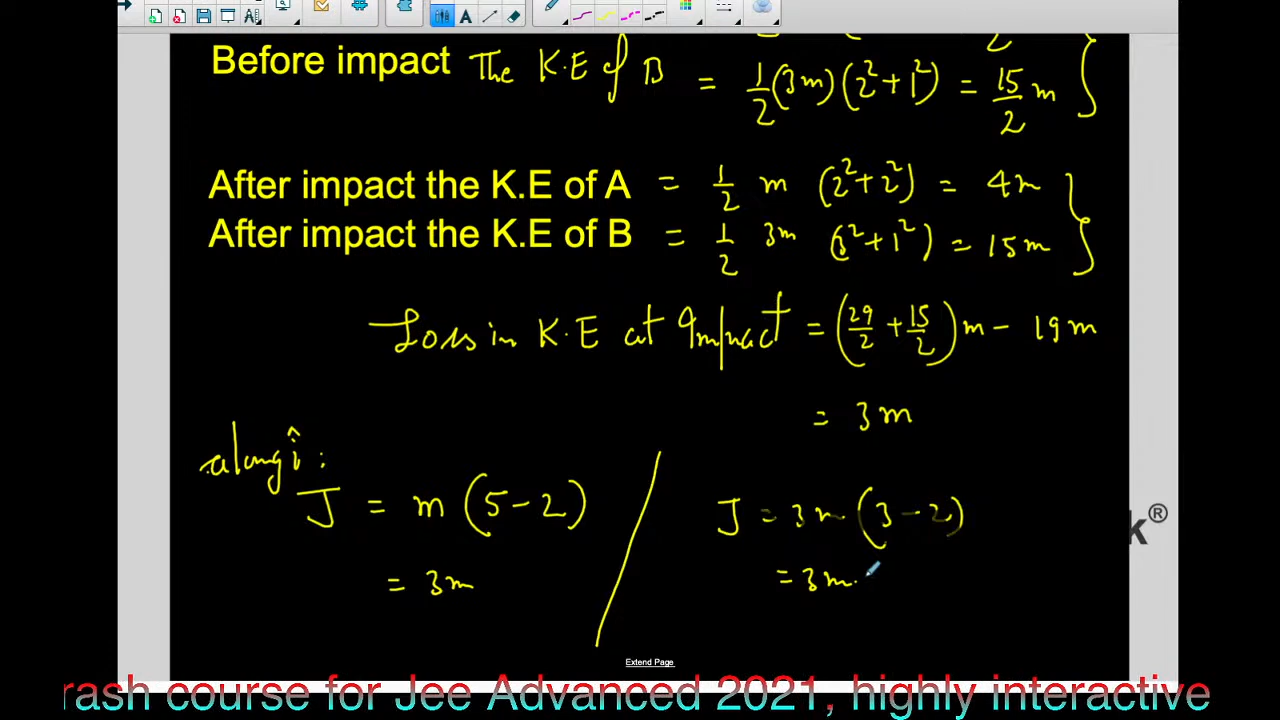 Before impact The K.E of B = 1/2 (3m)(2²+1²) = 15/2 m
After impact the K.E of A = 1/2 m (2²+2²) = 4m
After impact the K.E of B = 1/2 3m (3²+1²) = 15m
Loss in K.E at Impact = (29/2 + 15/2) m - 19m
= 3m
along î :
J = m (5-2)
= 3m
J = 3m (3-2)
= 3m.
k®
Extend Page
rash course for Jee Advanced 2021, highly interactive